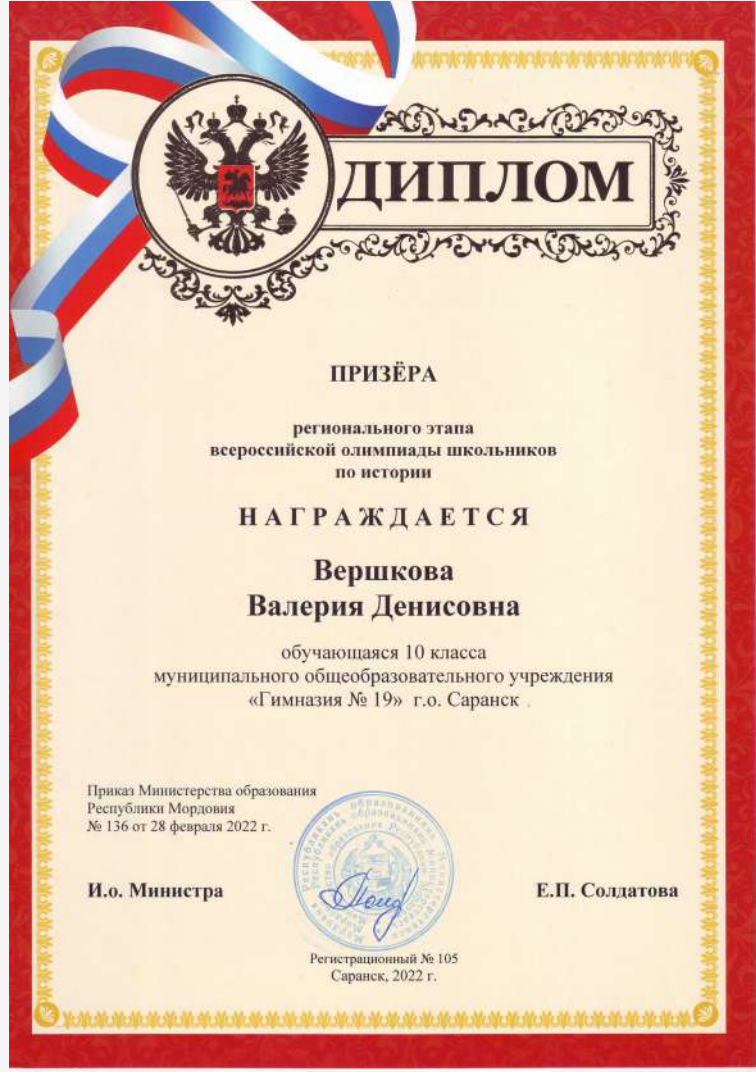 ДИПЛОМ
ПРИЗЁРА
регионального этапа
всероссийской олимпиады школьников
по истории
НАГРАЖДАЕТСЯ
Вершкова
Валерия Денисовна
обучающаяся 10 класса
муниципального общеобразовательного учреждения
«Гимназия № 19» г.о. Саранск
Приказ Министерства образования
Республики Мордовия
№ 136 от 28 февраля 2022 г.
И.о. Министра
Е.П. Солдатова
Регистрационный № 105
Саранск, 2022 г.